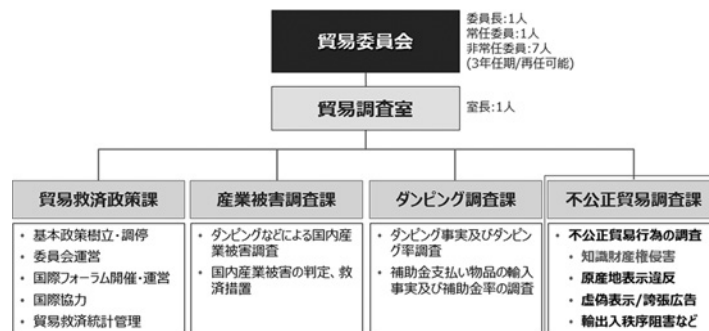 貿易委員会
委員長:1人
常任委員:1人
非常任委員:7人
(3年任期/再任可能)
貿易調査室
室長:1人
貿易救済政策課
• 基本政策樹立・調停
• 委員会運営
• 国際フォーラム開催・運営
• 国際協力
• 貿易救済統計管理
産業被害調査課
• ダンピングなどによる国内産
業被害調査
• 国内産業被害の判定、救
済措置
ダンピング調査課
• ダンピング事実及びダンピン
グ率調査
• 補助金支払い物品の輸入
事実及び補助金率の調査
不公正貿易調査課
• 不公正貿易行為の調査
• 知識財産権侵害
• 原産地表示違反
• 虚偽表示/誇張広告
• 輸出入秩序阻害など